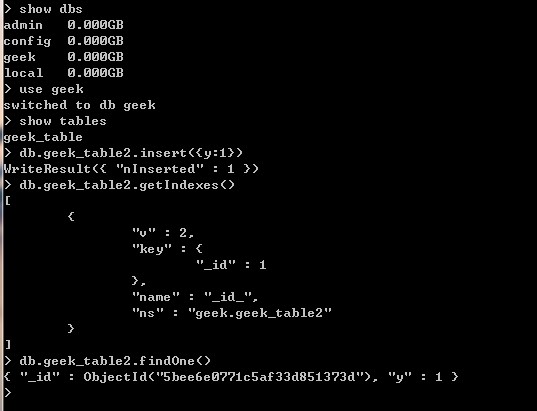 > show dbs
admin   0.000GB
config  0.000GB
geek    0.000GB
local   0.000GB
> use geek
switched to db geek
> show tables
geek_table
> db.geek_table2.insert({y:1})
WriteResult({ "nInserted" : 1 })
> db.geek_table2.getIndexes()
[
        {
                "v" : 2,
                "key" : {
                        "_id" : 1
                },
                "name" : "_id_",
                "ns" : "geek.geek_table2"
        }
]
> db.geek_table2.findOne()
{ "_id" : ObjectId("5bee6e0771c5af33d851373d"), "y" : 1 }
>